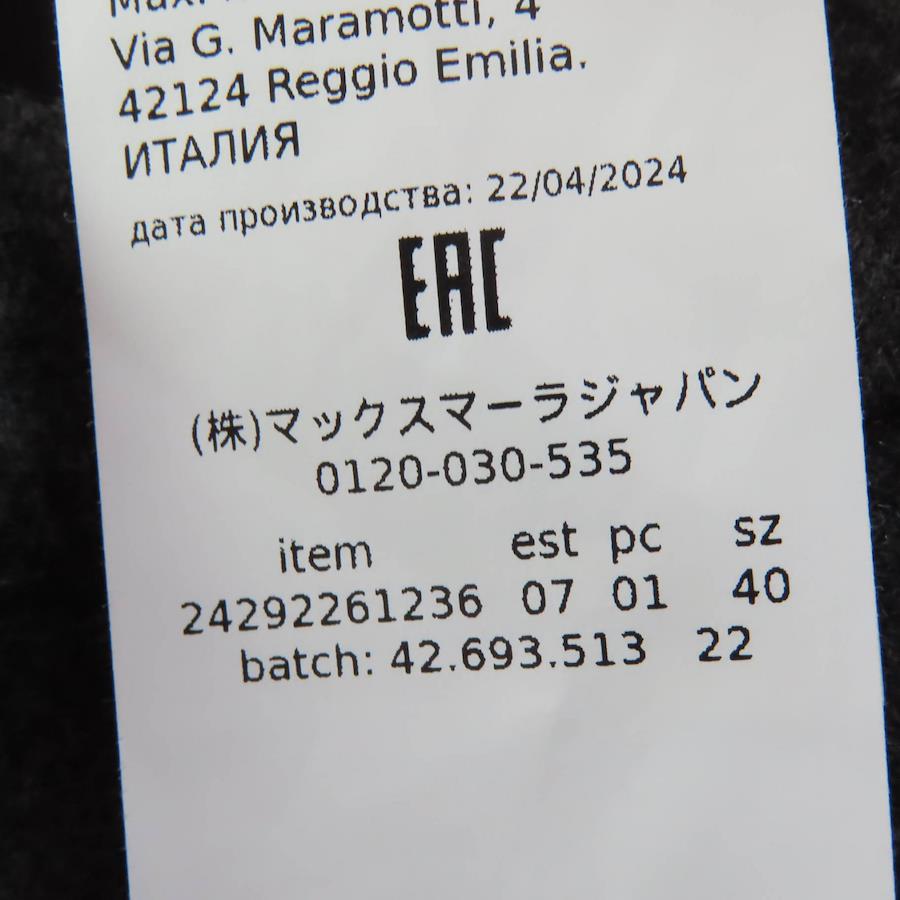 Via G. Maramotti, 4
42124 Reggio Emilia.
ИТАЛИЯ
дата производства: 22/04/2024
EAC
(株)マックスマーラジャパン
0120-030-535
item est pc sz
24292261236 07 01 40
batch: 42.693.513 22